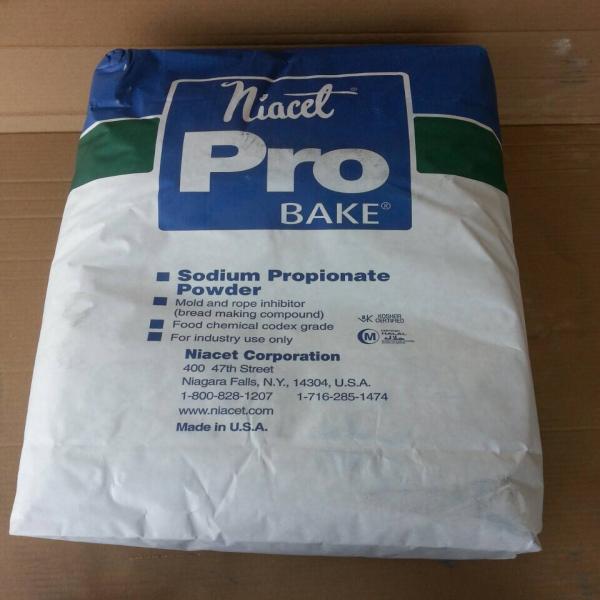 Niacet®
Pro
BAKE®
Sodium Propionate
Powder
Mold and rope inhibitor
(bread making compound)
Food chemical codex grade
For industry use only
K KOSHER
CERTIFIED
M HALAL
حلال
Niacet Corporation
400 47th Street
Niagara Falls, N.Y., 14304, U.S.A.
1-800-828-1207 1-716-285-1474
www.niacet.com
Made in U.S.A.